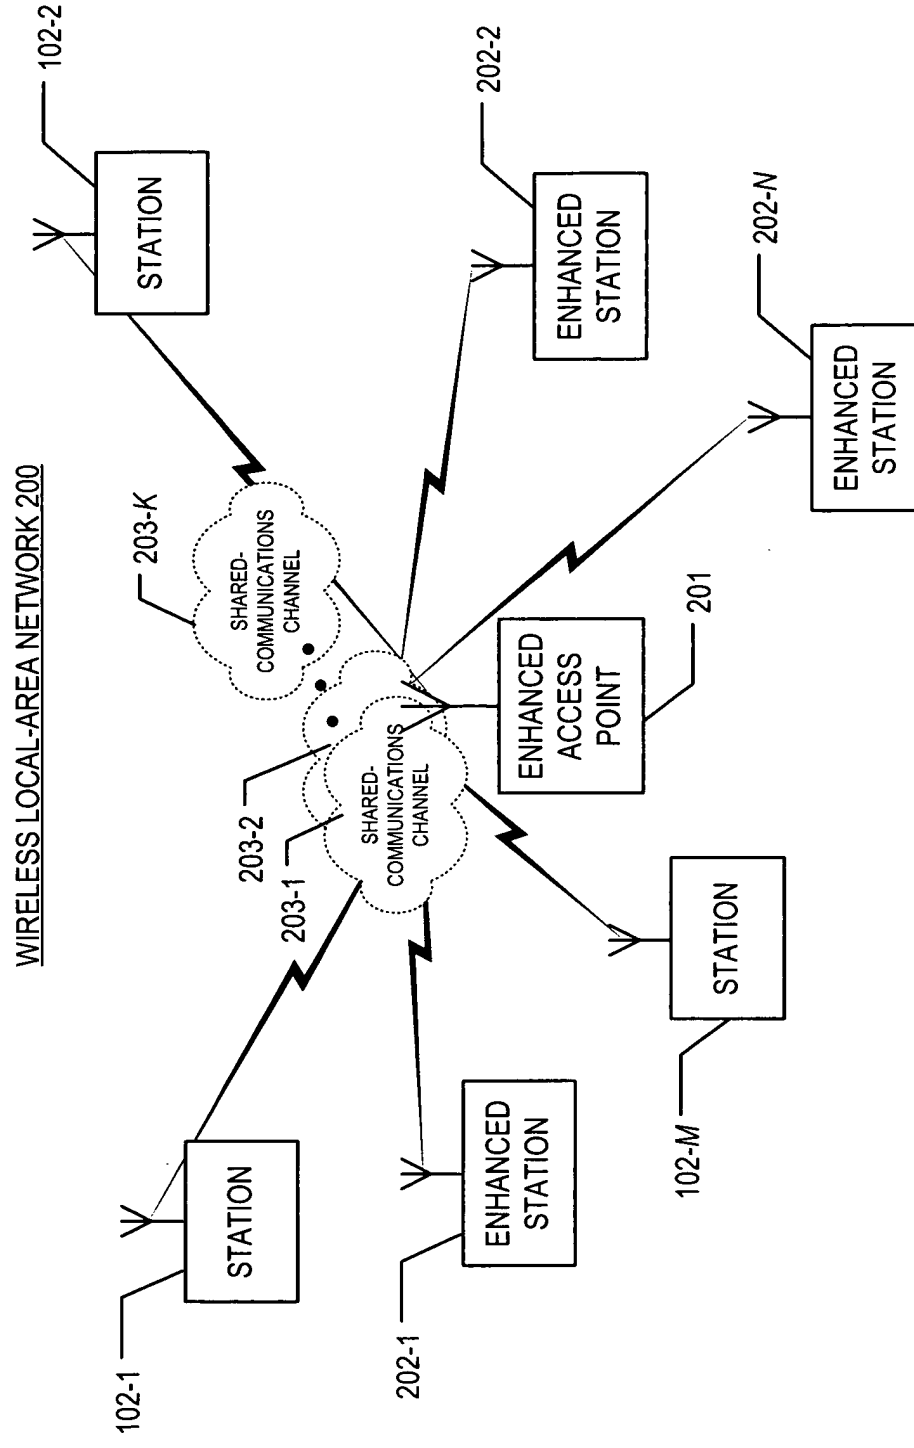 WIRELESS LOCAL-AREA NETWORK 200
102-1
STATION
102-2
STATION
203-K
SHARED-
COMMUNICATIONS
CHANNEL
203-2
203-1
SHARED-
COMMUNICATIONS
CHANNEL
202-1
ENHANCED
STATION
202-2
ENHANCED
STATION
ENHANCED
ACCESS
POINT
201
102-M
STATION
202-N
ENHANCED
STATION